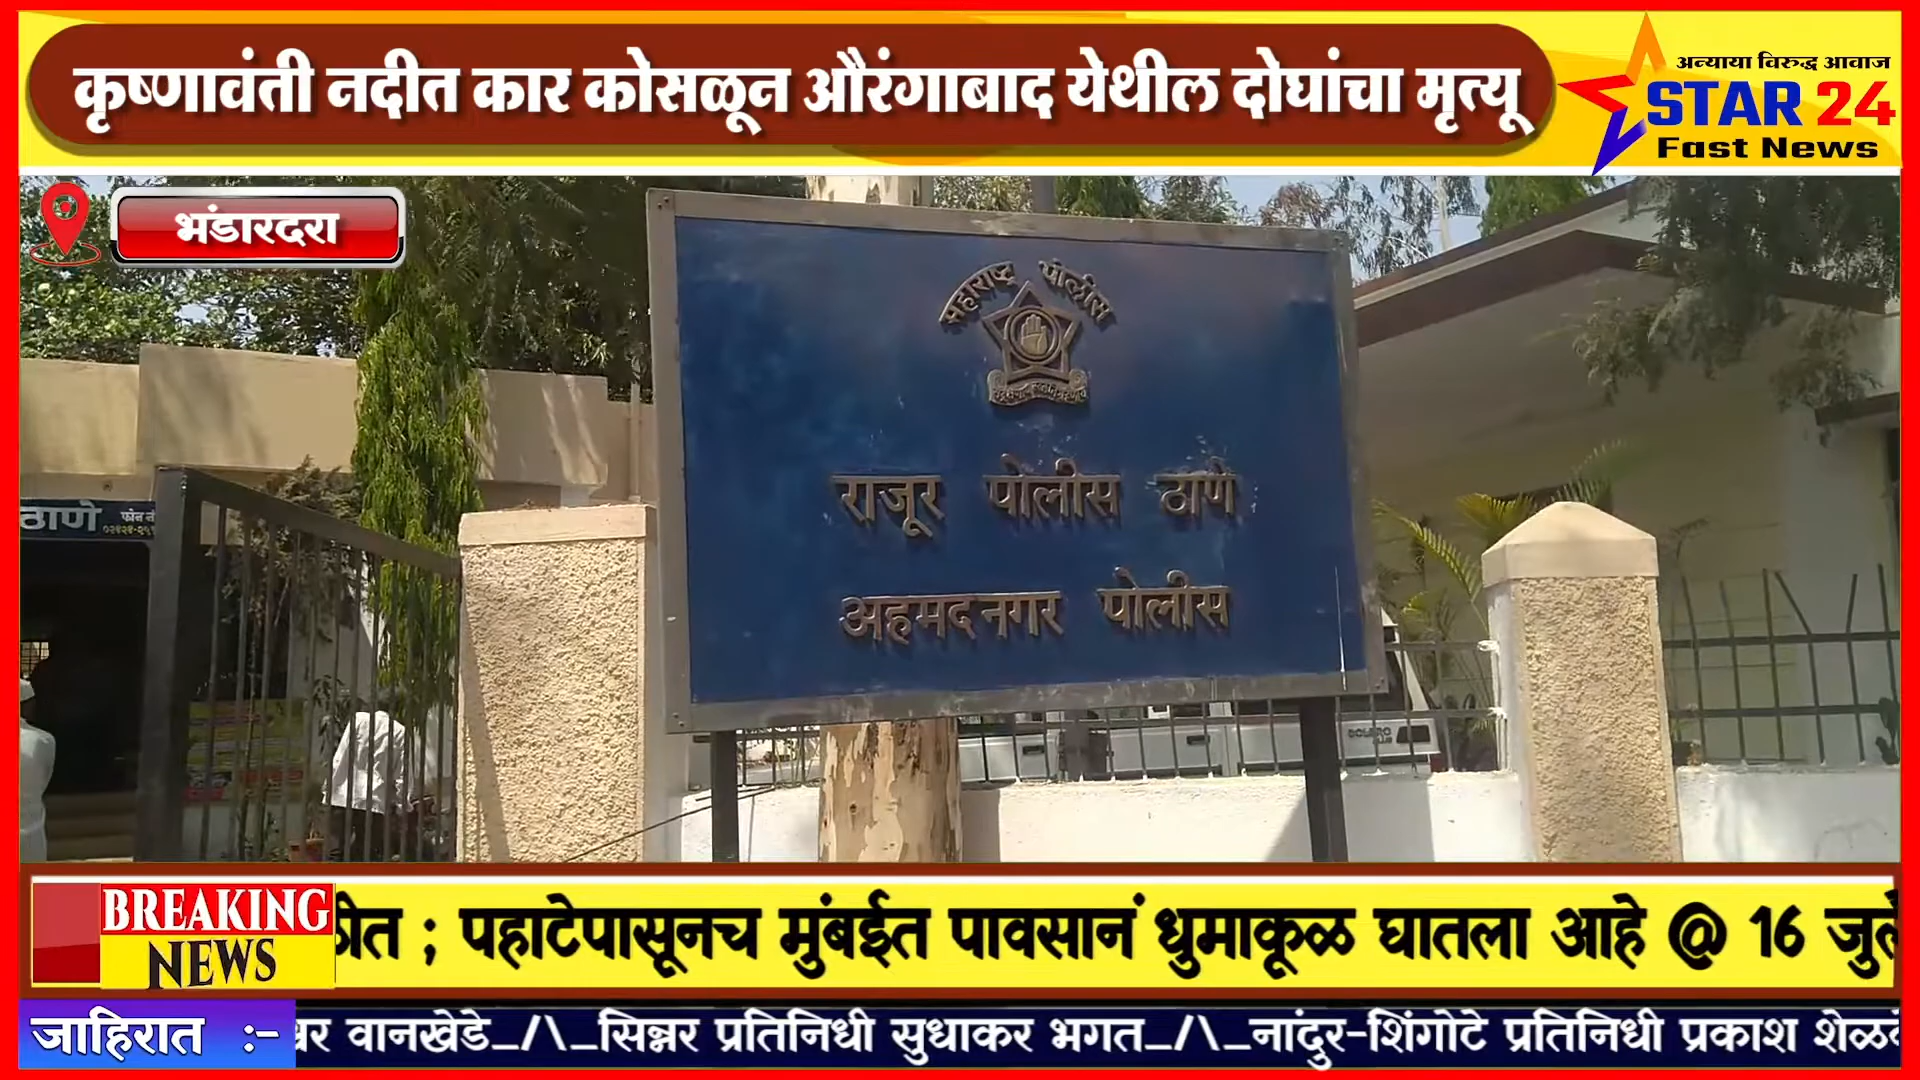 कृष्णावंती नदीत कार कोसळून औरंगाबाद येथील दोघांचा मृत्यू
अन्याया विरुद्ध आवाज
STAR 24
Fast News
भंडारदरा
महाराष्ट्र पोलीस
राजूर पोलीस ठाणे
अहमदनगर पोलीस
ठाणे
BOLERO
BREAKING
NEWS
; पहाटेपासूनच मुंबईत पावसानं धुमाकूळ घातला आहे @ 16
जाहिरात :-
वानखेडे_/\_सिन्नर प्रतिनिधी सुधाकर भगत_/\_नांदुर-शिंगोटे प्रतिनिधी प्रकाश